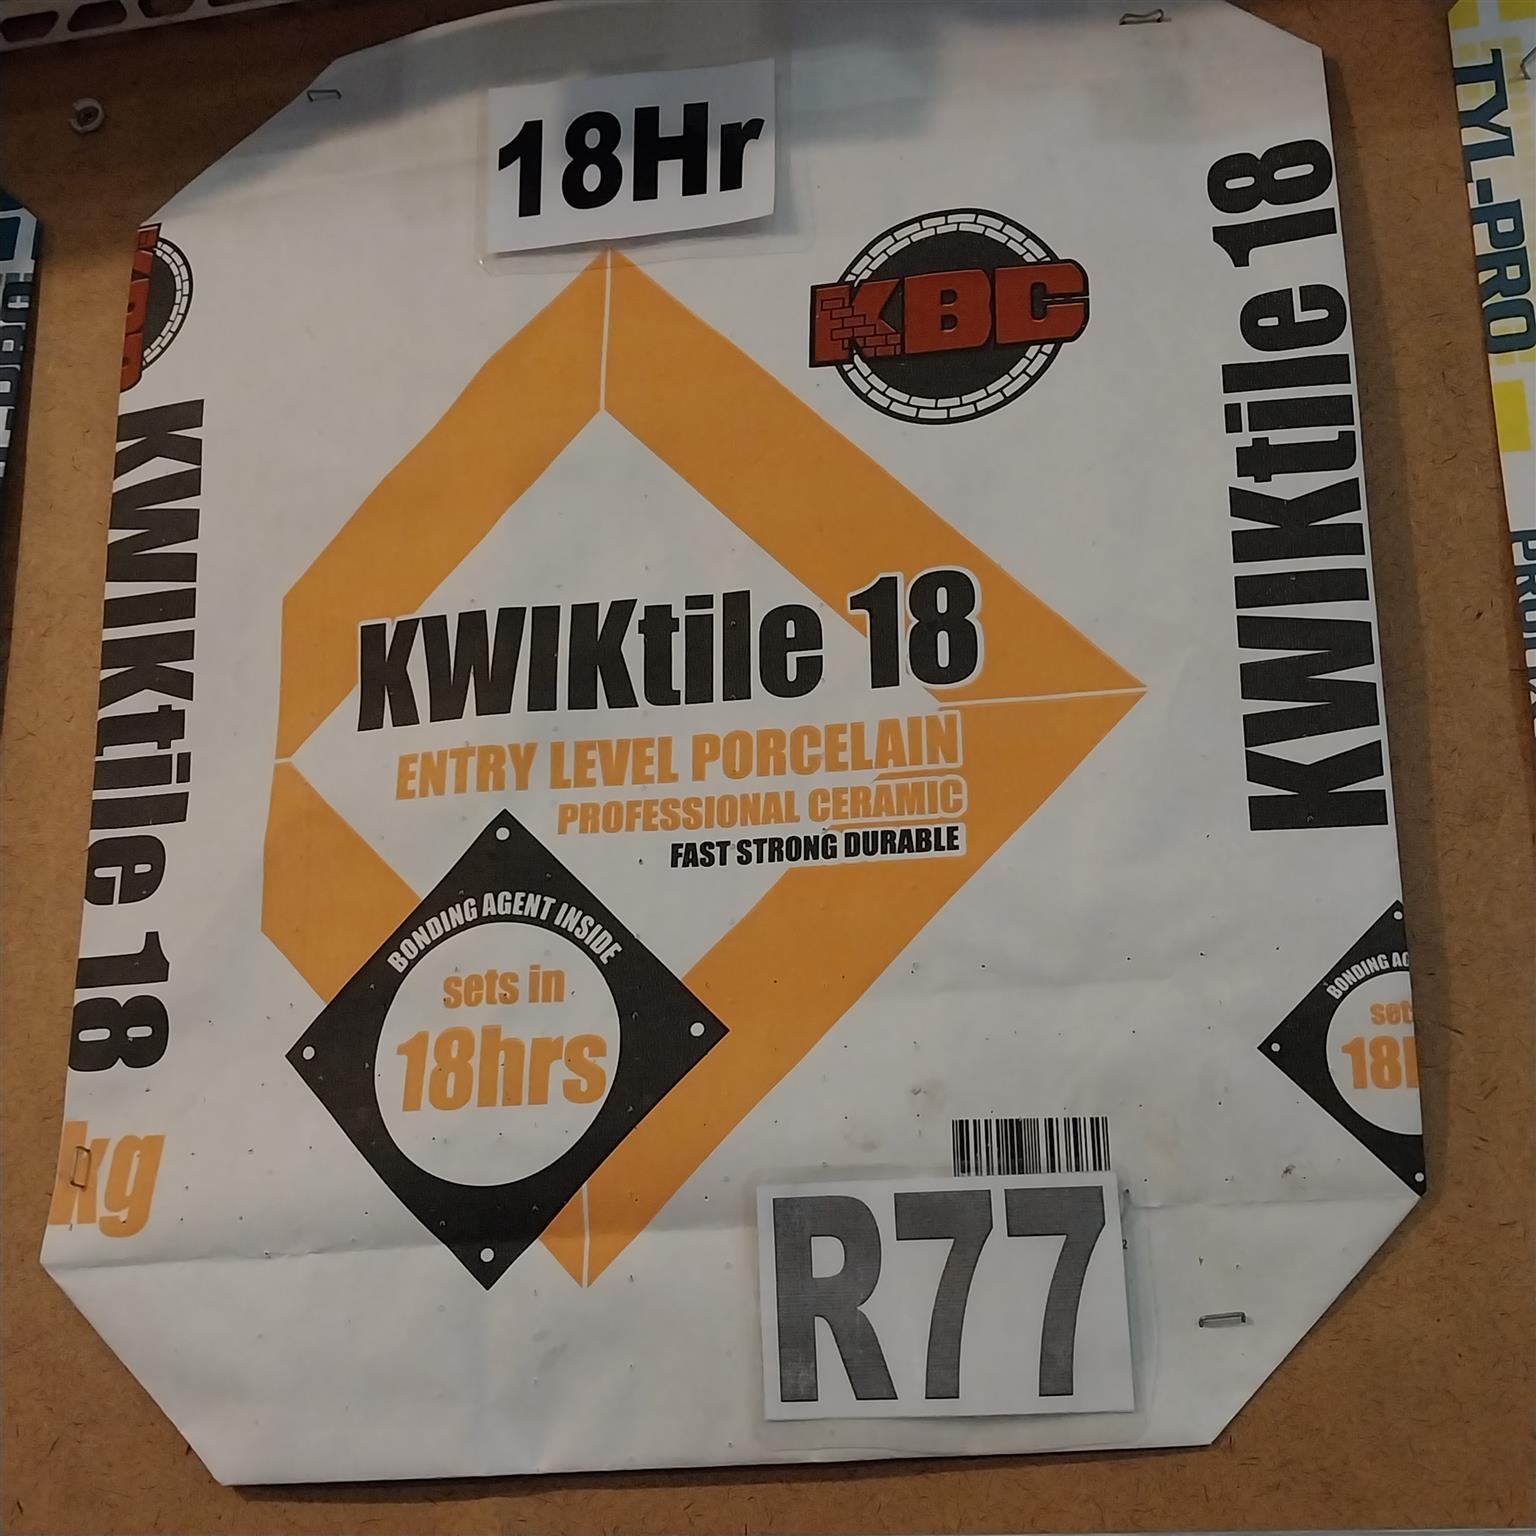 18Hr
KBC
KWIKtile 18
ENTRY LEVEL PORCELAIN
PROFESSIONAL CERAMIC
FAST STRONG DURABLE
BONDING AGENT INSIDE
sets in
18hrs
R77
KWIKtile 18
kg
KWIKtile 18
BONDING
TYL-PRO